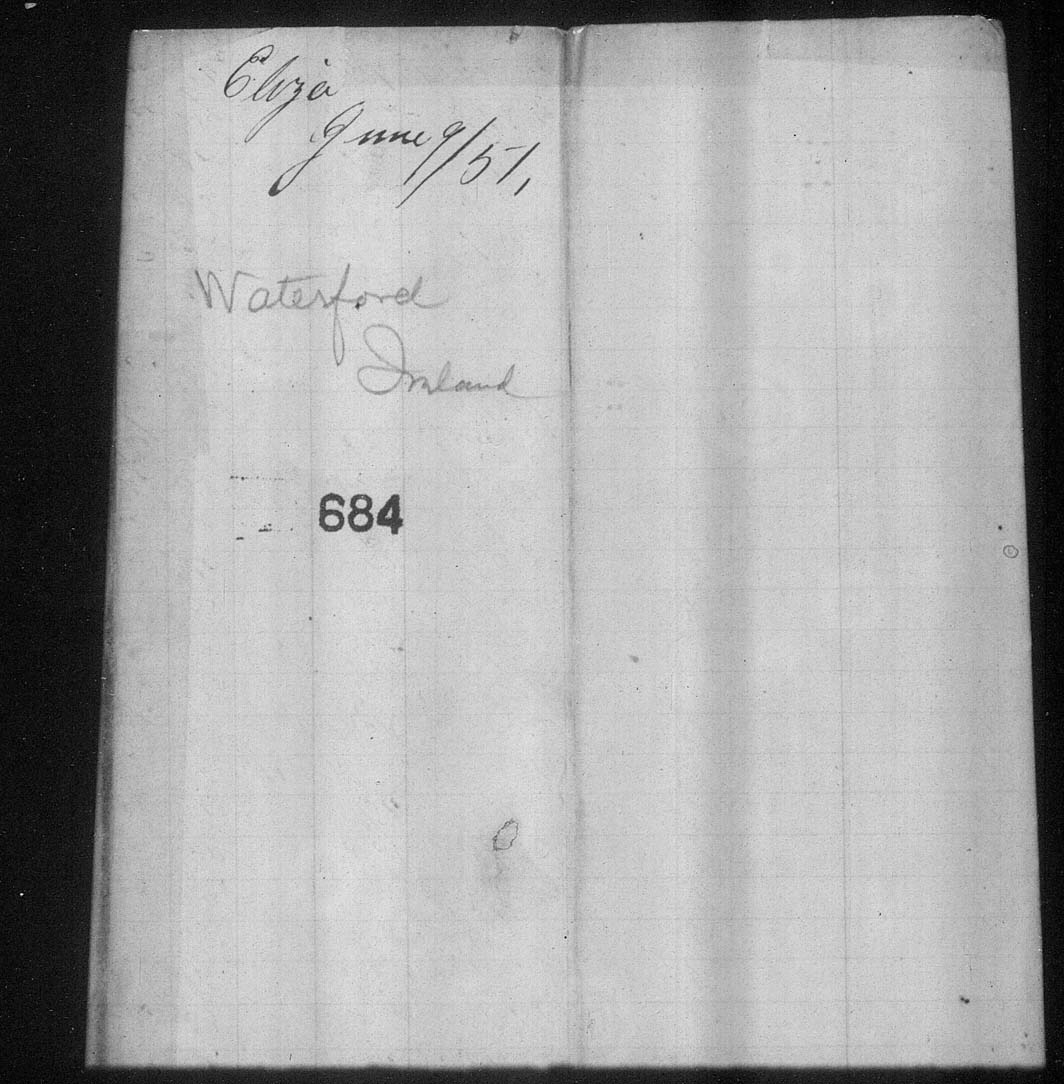 Eliza
June 9/51,
Waterford
Ireland
684